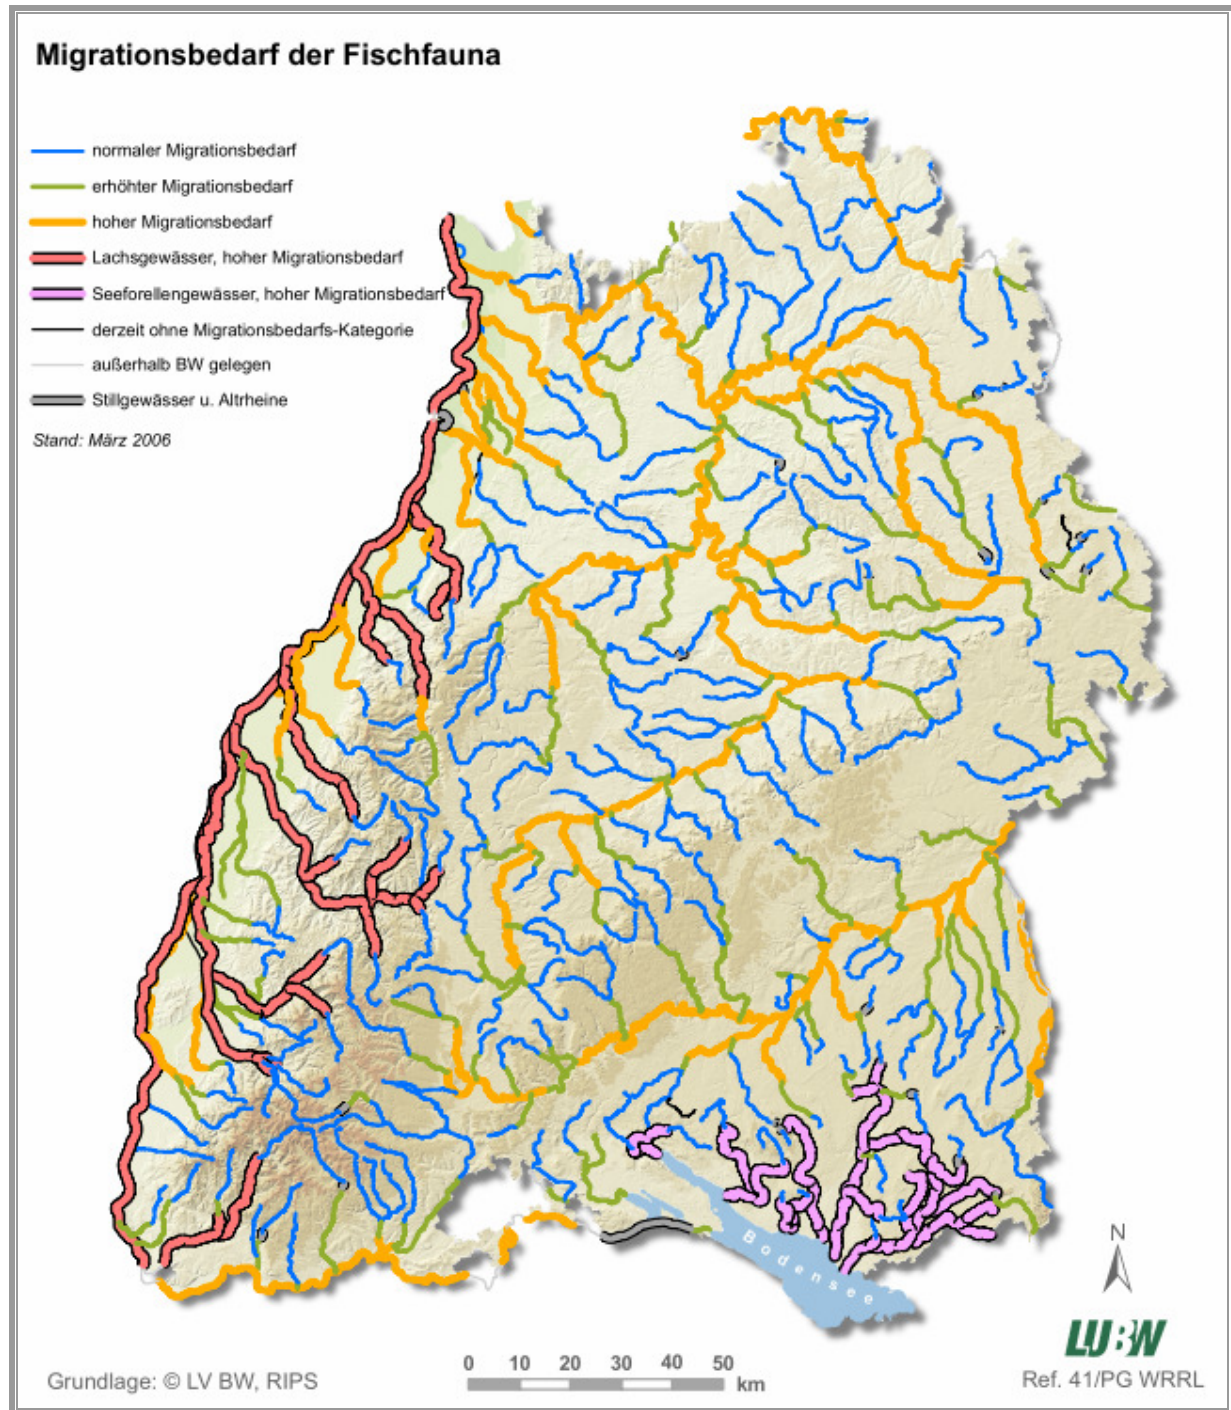 Migrationsbedarf der Fischfauna
normaler Migrationsbedarf
erhöhter Migrationsbedarf
hoher Migrationsbedarf
Lachsgewässer, hoher Migrationsbedarf
Seeforellengewässer, hoher Migrationsbedarf
derzeit ohne Migrationsbedarfs-Kategorie
außerhalb BW gelegen
Stillgewässer u. Altrheine
Stand: März 2006
Bodensee
N
LUBW
0 10 20 30 40 50
km
Grundlage: © LV BW, RIPS
Ref. 41/PG WRRL